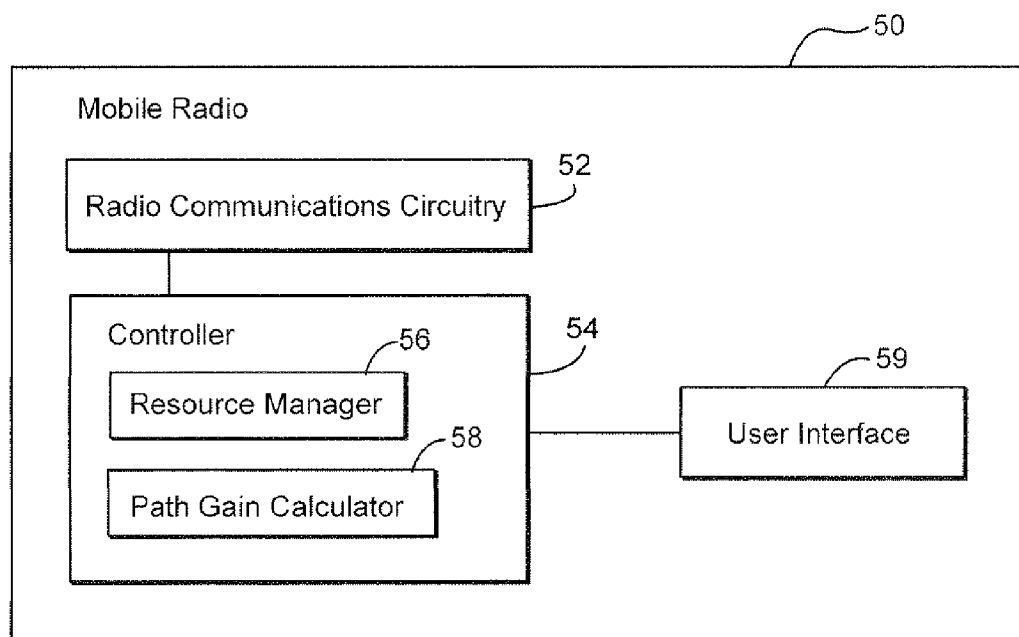 50
Mobile Radio
52
Radio Communications Circuitry
Controller
54
56
Resource Manager
59
User Interface
58
Path Gain Calculator